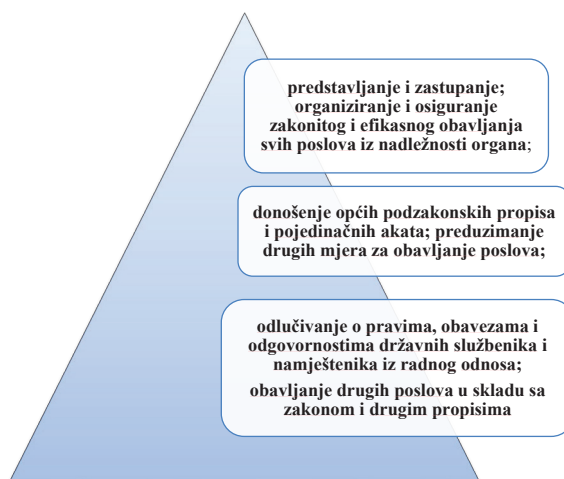 predstavljanje i zastupanje;
organiziranje i osiguranje
zakonitog i efikasnog obavljanja
svih poslova iz nadležnosti organa;
donošenje općih podzakonskih propisa
i pojedinačnih akata; preduzimanje
drugih mjera za obavljanje poslova;
odlučivanje o pravima, obavezama i
odgovornostima državnih službenika i
namještenika iz radnog odnosa;
obavljanje drugih poslova u skladu sa
zakonom i drugim propisima